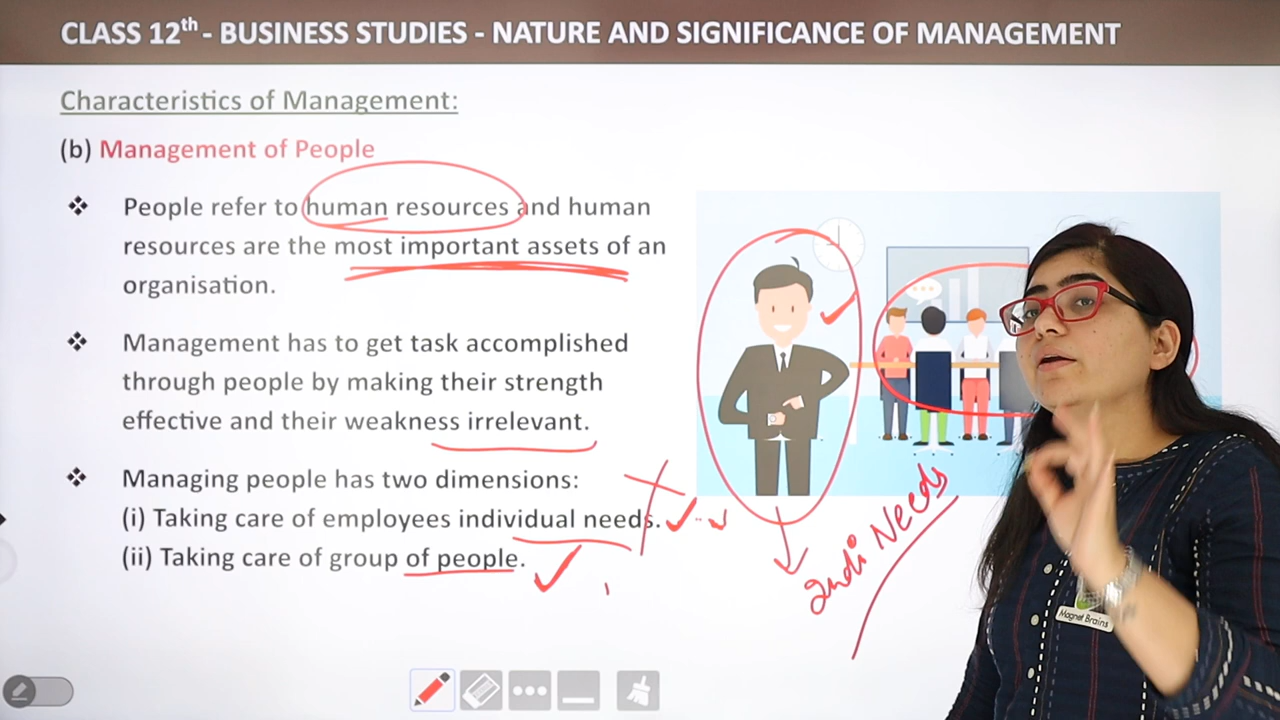 CLASS 12th - BUSINESS STUDIES - NATURE AND SIGNIFICANCE OF MANAGEMENT
Characteristics of Management:
(b) Management of People
❖ People refer to human resources and human
resources are the most important assets of an
organisation.
❖ Management has to get task accomplished
through people by making their strength
effective and their weakness irrelevant.
❖ Managing people has two dimensions:
(i) Taking care of employees individual needs.
(ii) Taking care of group of people.
Indi Needs
Magnet Brains